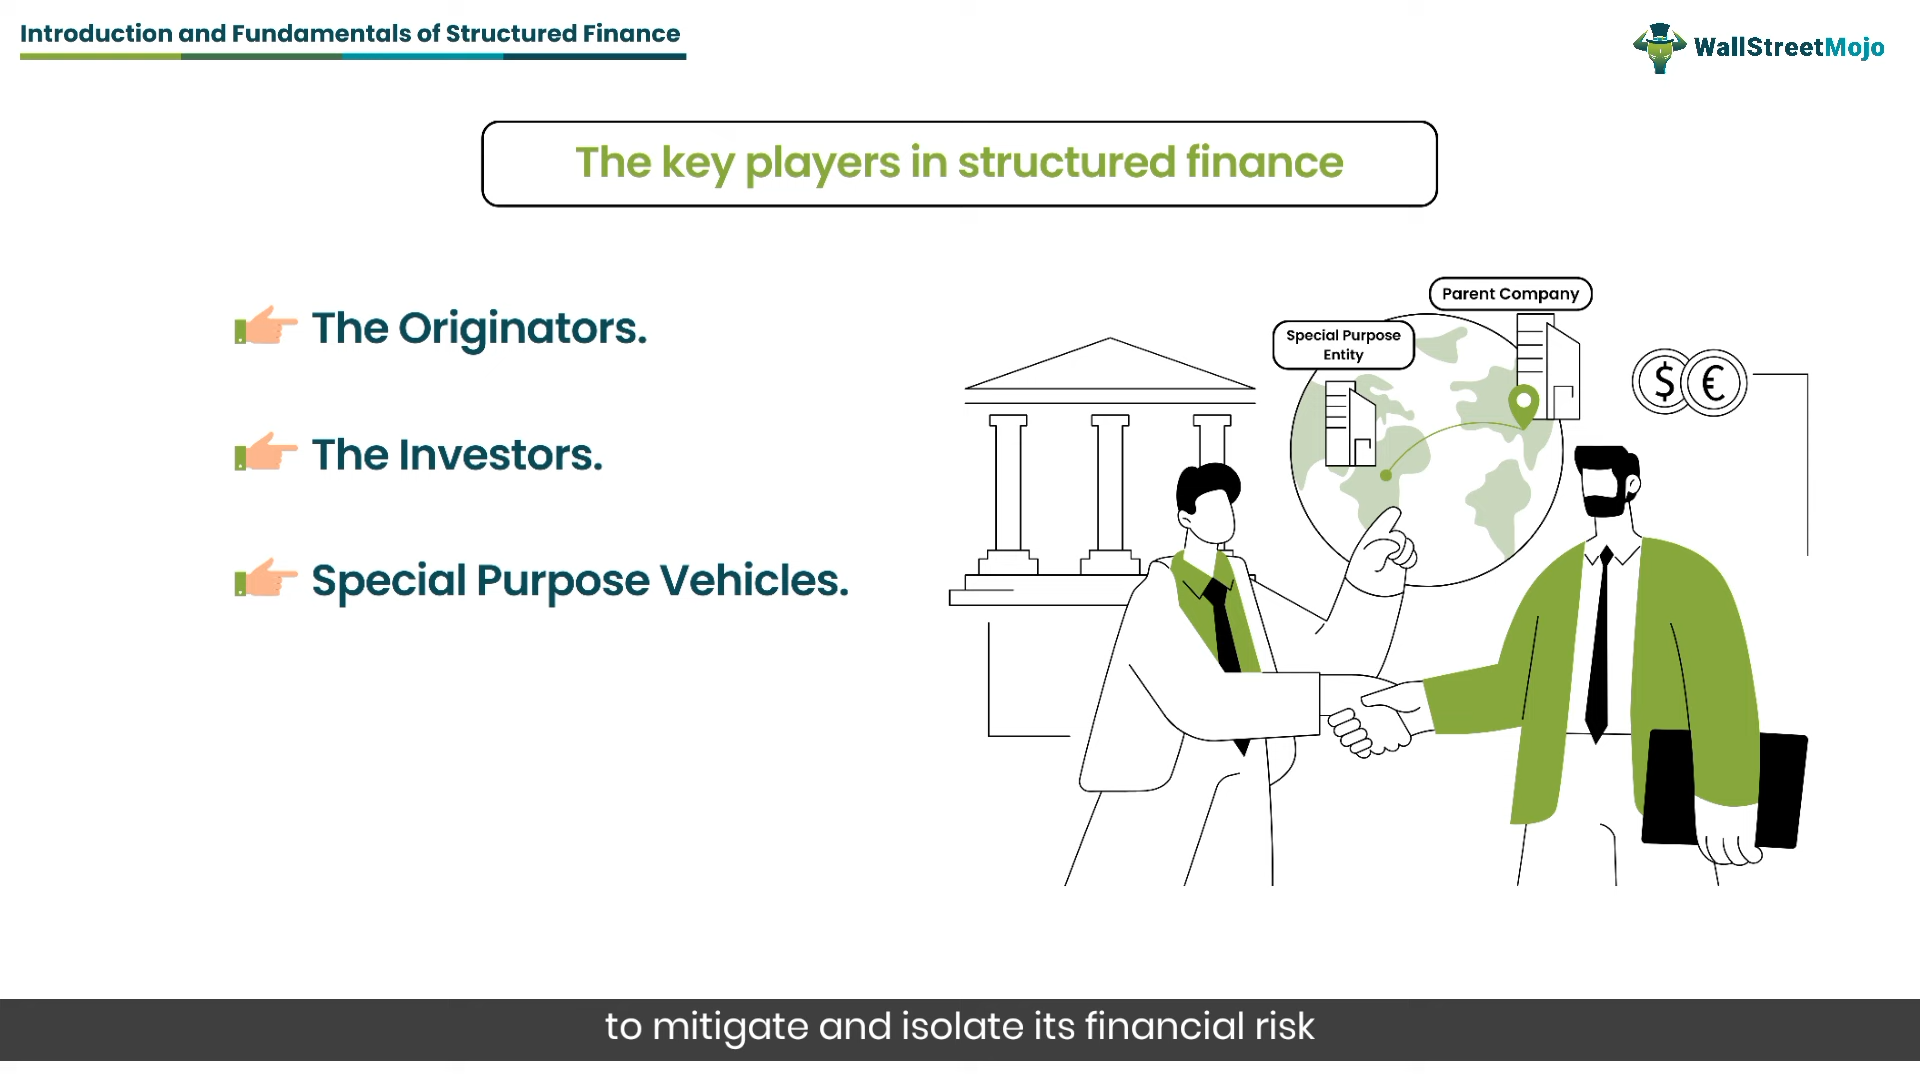 Introduction and Fundamentals of Structured Finance
WallStreetMojo
The key players in structured finance
The Originators.
The Investors.
Special Purpose Vehicles.
Parent Company
Special Purpose
Entity
$ €
to mitigate and isolate its financial risk